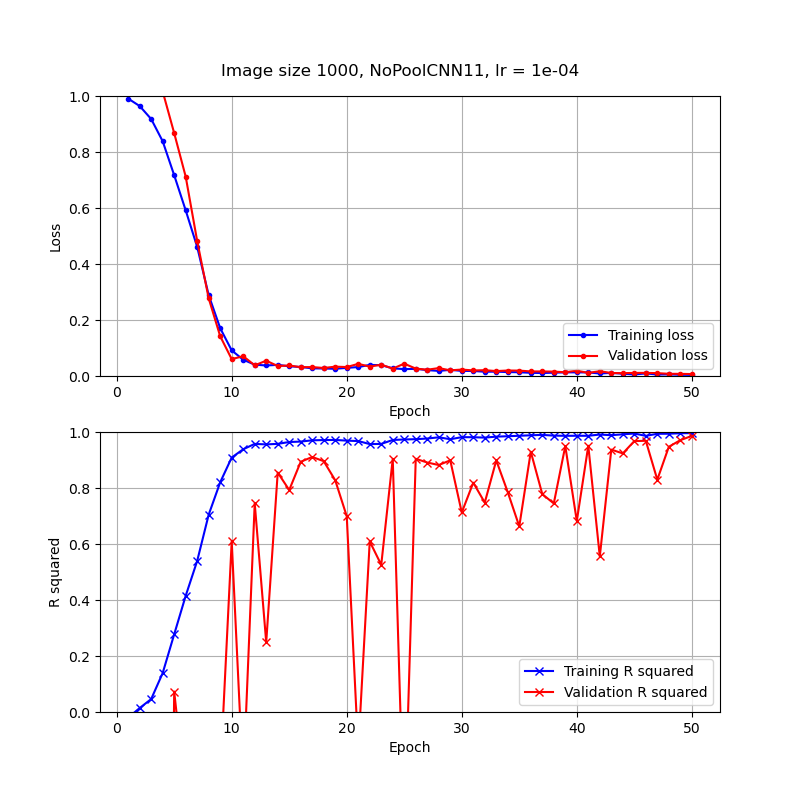 Image size 1000, NoPoolCNN11, lr = 1e-04
1.0
0.8
0.6
0.4
0.2
0.0
Loss
Training loss
Validation loss
0 10 20 30 40 50
Epoch
1.0
0.8
0.6
0.4
0.2
0.0
R squared
Training R squared
Validation R squared
0 10 20 30 40 50
Epoch